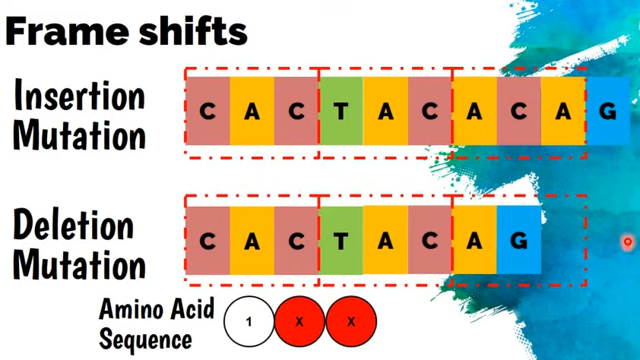 Frame shifts
Insertion
Mutation
C A C T A C A C A G
Deletion
Mutation
C A C T A C A G
Amino Acid
Sequence
1 X X